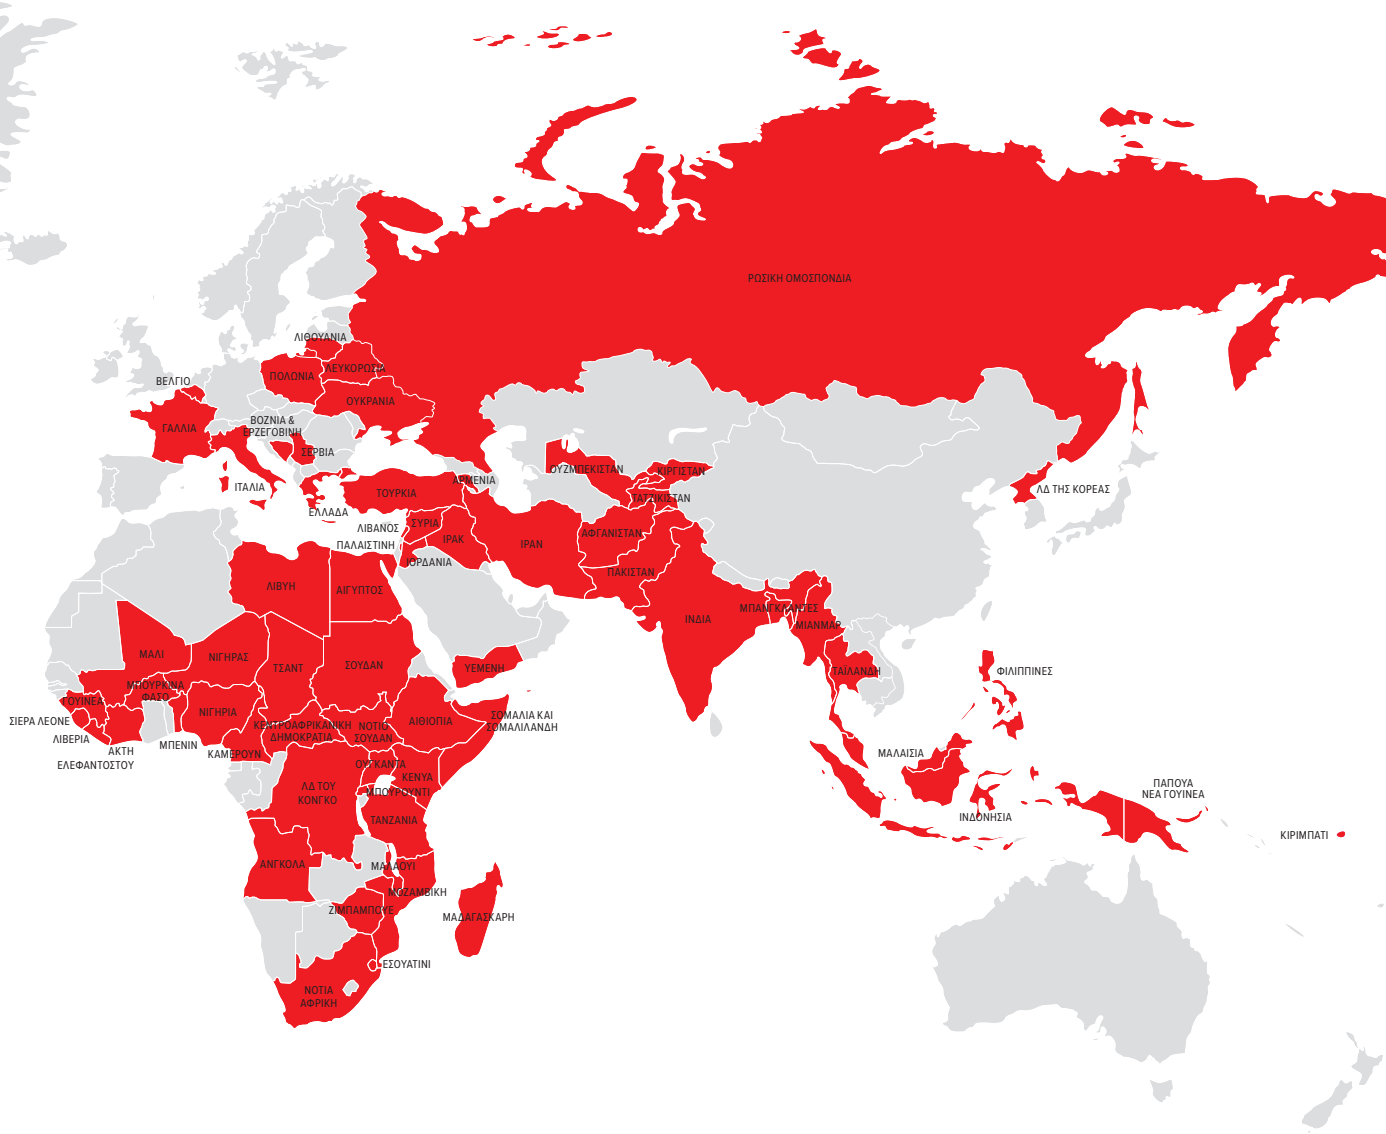 ΡΩΣΙΚΗ ΟΜΟΣΠΟΝΔΙΑ
ΛΙΘΟΥΑΝΙΑ
ΛΕΥΚΟΡΩΣΙΑ
ΠΟΛΩΝΙΑ
ΒΕΛΓΙΟ
ΟΥΚΡΑΝΙΑ
ΓΑΛΛΙΑ
ΒΟΖΝΙΑ &
ΕΡΖΕΓΟΒΙΝΗ
ΣΕΡΒΙΑ
ΙΤΑΛΙΑ
ΕΛΛΑΔΑ
ΤΟΥΡΚΙΑ
ΑΡΜΕΝΙΑ
ΟΥΖΜΠΕΚΙΣΤΑΝ
ΚΙΡΓΙΣΤΑΝ
ΤΑΤΖΙΚΙΣΤΑΝ
ΛΔ ΤΗΣ ΚΟΡΕΑΣ
ΛΙΒΑΝΟΣ
ΣΥΡΙΑ
ΠΑΛΑΙΣΤΙΝΗ
ΙΡΑΚ
ΙΡΑΝ
ΑΦΓΑΝΙΣΤΑΝ
ΙΟΡΔΑΝΙΑ
ΠΑΚΙΣΤΑΝ
ΛΙΒΥΗ
ΑΙΓΥΠΤΟΣ
ΙΝΔΙΑ
ΜΠΑΝΓΚΛΑΝΤΕΣ
ΜΙΑΝΜΑΡ
ΜΑΛΙ
ΝΙΓΗΡΑΣ
ΤΣΑΝΤ
ΣΟΥΔΑΝ
ΥΕΜΕΝΗ
ΤΑΪΛΑΝΔΗ
ΦΙΛΙΠΠΙΝΕΣ
ΜΠΟΥΡΚΙΝΑ
ΦΑΣΟ
ΓΟΥΙΝΕΑ
ΝΙΓΗΡΙΑ
ΣΙΕΡΑ ΛΕΟΝΕ
ΛΙΒΕΡΙΑ
ΑΚΤΗ
ΕΛΕΦΑΝΤΟΣΤΟΥ
ΜΠΕΝΙΝ
ΚΑΜΕΡΟΥΝ
ΚΕΝΤΡΟΑΦΡΙΚΑΝΙΚΗ
ΔΗΜΟΚΡΑΤΙΑ
ΝΟΤΙΟ
ΣΟΥΔΑΝ
ΑΙΘΙΟΠΙΑ
ΣΟΜΑΛΙΑ ΚΑΙ
ΣΟΜΑΛΙΛΑΝΔΗ
ΟΥΓΚΑΝΤΑ
ΚΕΝΥΑ
ΜΠΟΥΡΟΥΝΤΙ
ΛΔ ΤΟΥ
ΚΟΝΓΚΟ
ΤΑΝΖΑΝΙΑ
ΜΑΛΑΙΣΙΑ
ΙΝΔΟΝΗΣΙΑ
ΠΑΠΟΥΑ
ΝΕΑ ΓΟΥΙΝΕΑ
ΚΙΡΙΜΠΑΤΙ
ΑΝΓΚΟΛΑ
ΜΑΛΑΟΥΙ
ΜΟΖΑΜΒΙΚΗ
ΖΙΜΠΑΜΠΟΥΕ
ΜΑΔΑΓΑΣΚΑΡΗ
ΕΣΟΥΑΤΙΝΙ
ΝΟΤΙΑ
ΑΦΡΙΚΗ